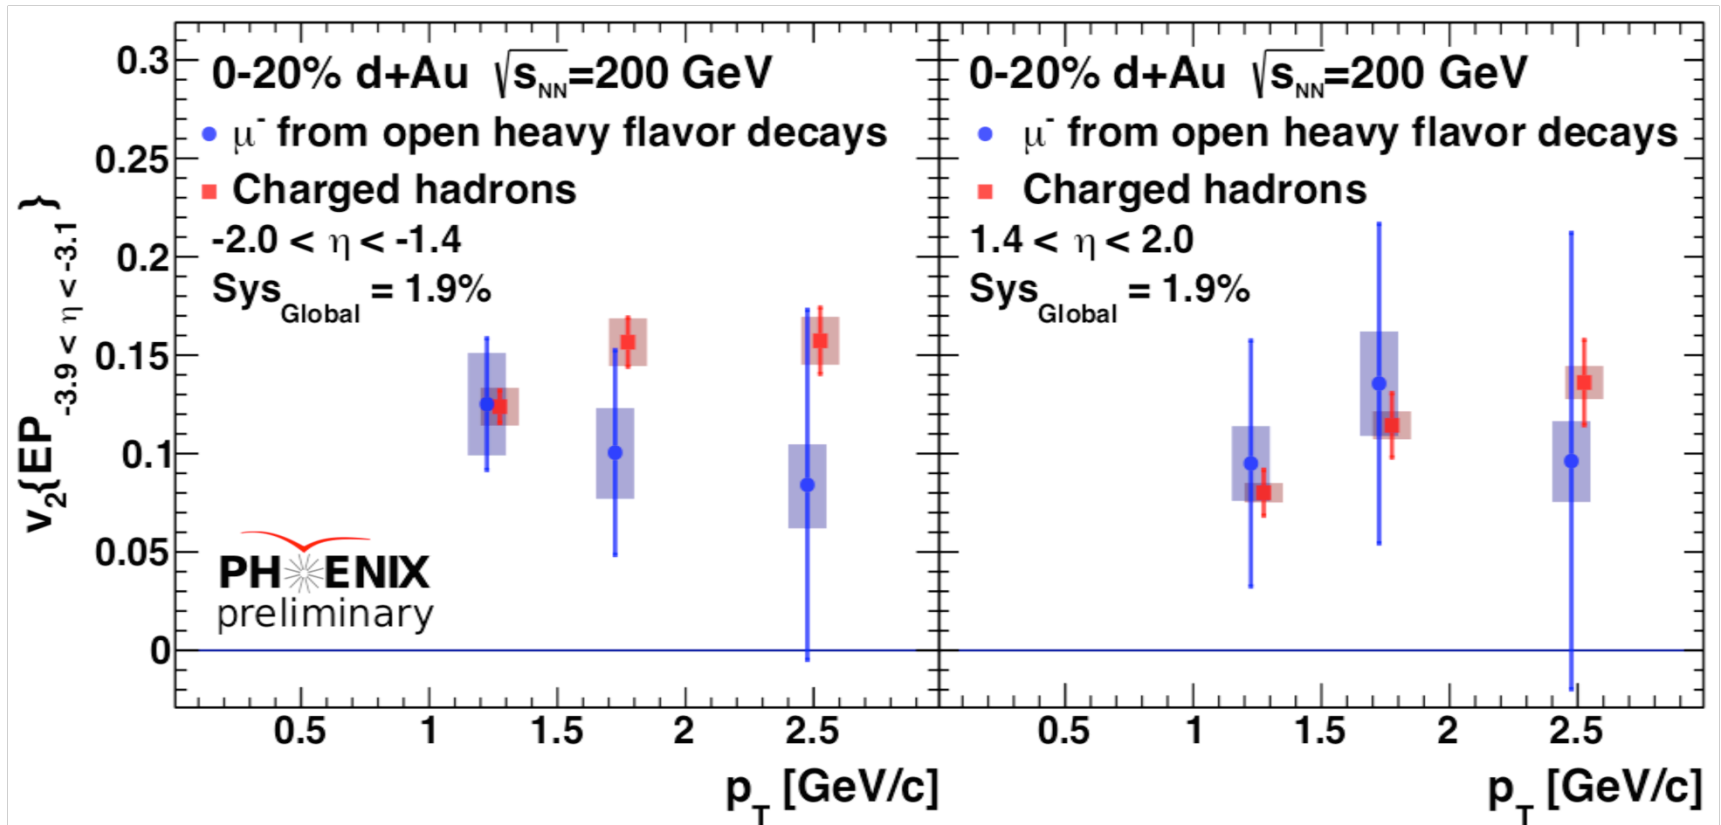 0-20% d+Au √s_NN=200 GeV
μ⁻ from open heavy flavor decays
Charged hadrons
-2.0 < η < -1.4
Sys_Global = 1.9%
PHENIX
preliminary
v₂{EP_-3.9 < η < -3.1}
0.3
0.25
0.2
0.15
0.1
0.05
0
0.5 1 1.5 2 2.5
p_T [GeV/c]
0-20% d+Au √s_NN=200 GeV
μ⁻ from open heavy flavor decays
Charged hadrons
1.4 < η < 2.0
Sys_Global = 1.9%
0.5 1 1.5 2 2.5
p_T [GeV/c]